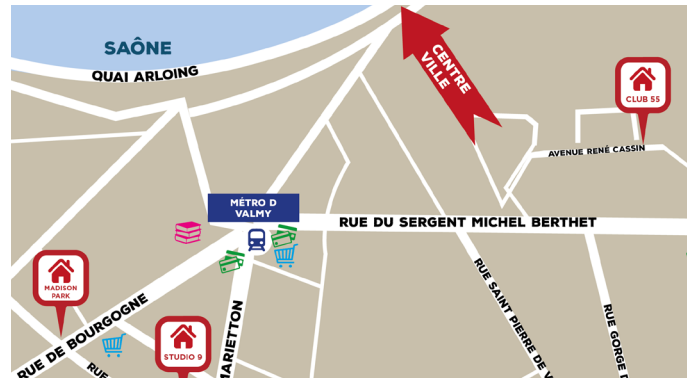 SAÔNE
QUAI ARLOING
CENTRE
VILLE
CLUB 55
AVENUE RENÉ CASSIN
MÉTRO D
VALMY
RUE DU SERGENT MICHEL BERTHET
MADISON
PARK
RUE DE BOURGOGNE
STUDIO 9
MARIETTON
RUE SAINT PIERRE DE V
RUE GORGE D
RUE